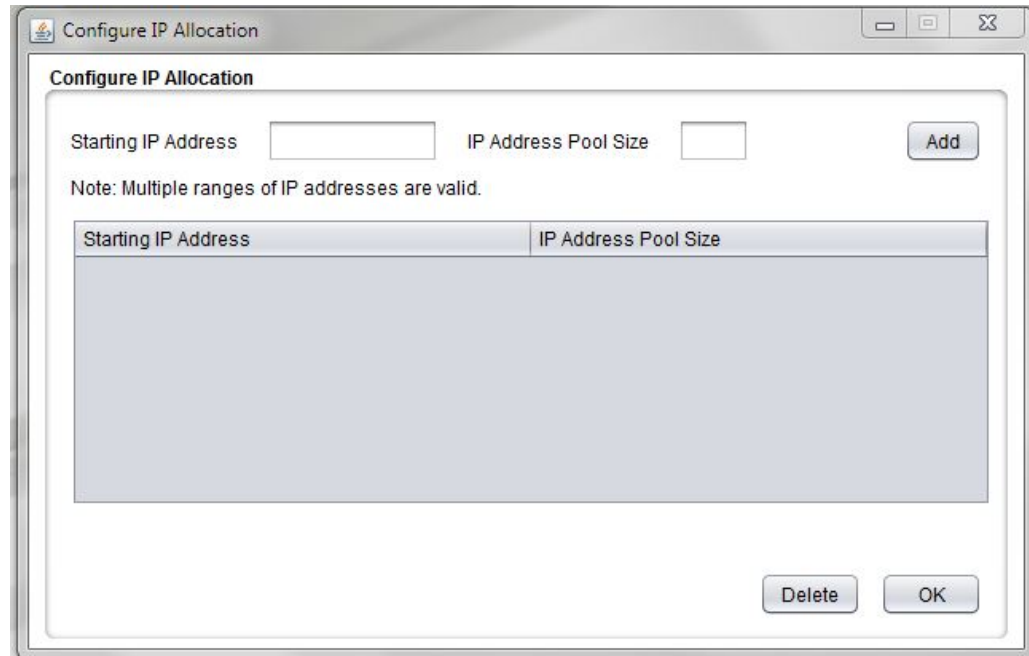 Configure IP Allocation
Configure IP Allocation
Starting IP Address IP Address Pool Size Add
Note: Multiple ranges of IP addresses are valid.
Starting IP Address IP Address Pool Size
Delete OK